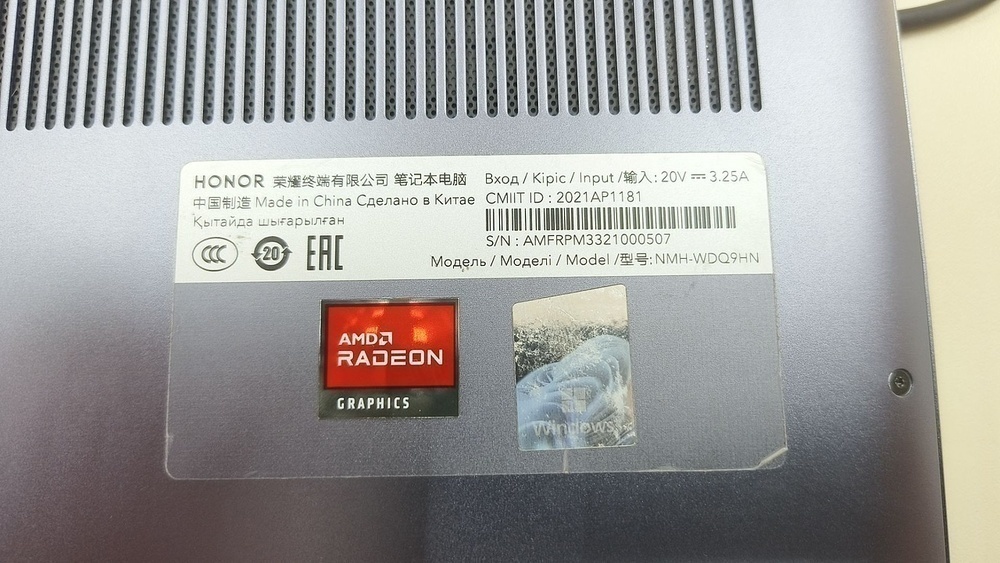 HONOR 荣耀终端有限公司 笔记本电脑
中国制造 Made in China Сделано в Китае
Қытайда шығарылған
CCC 20 EAC
Вход / Кіріс / Input /输入: 20V ⎓ 3.25A
CMIIT ID : 2021AP1181
S/N : AMFRPM3321000507
Модель / Моделі / Model /型号: NMH-WDQ9HN
AMD
RADEON
GRAPHICS
Windows